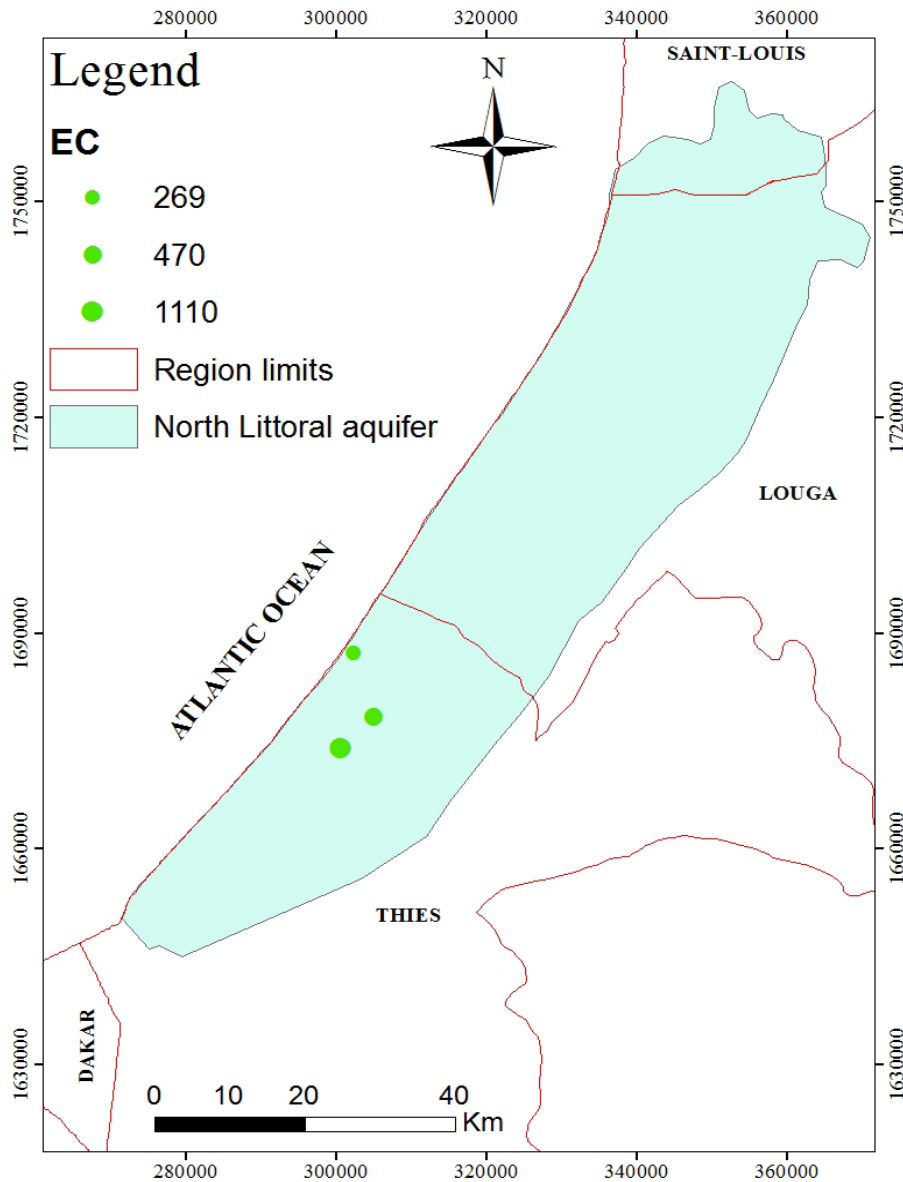 280000 300000 320000 340000 360000
SAINT-LOUIS
Legend
N
EC
269
470
1110
Region limits
North Littoral aquifer
1750000
1720000
1690000
1660000
1630000
1750000
1720000
1690000
1660000
1630000
LOUGA
ATLANTIC OCEAN
THIES
DAKAR
0 10 20 40
Km
280000 300000 320000 340000 360000